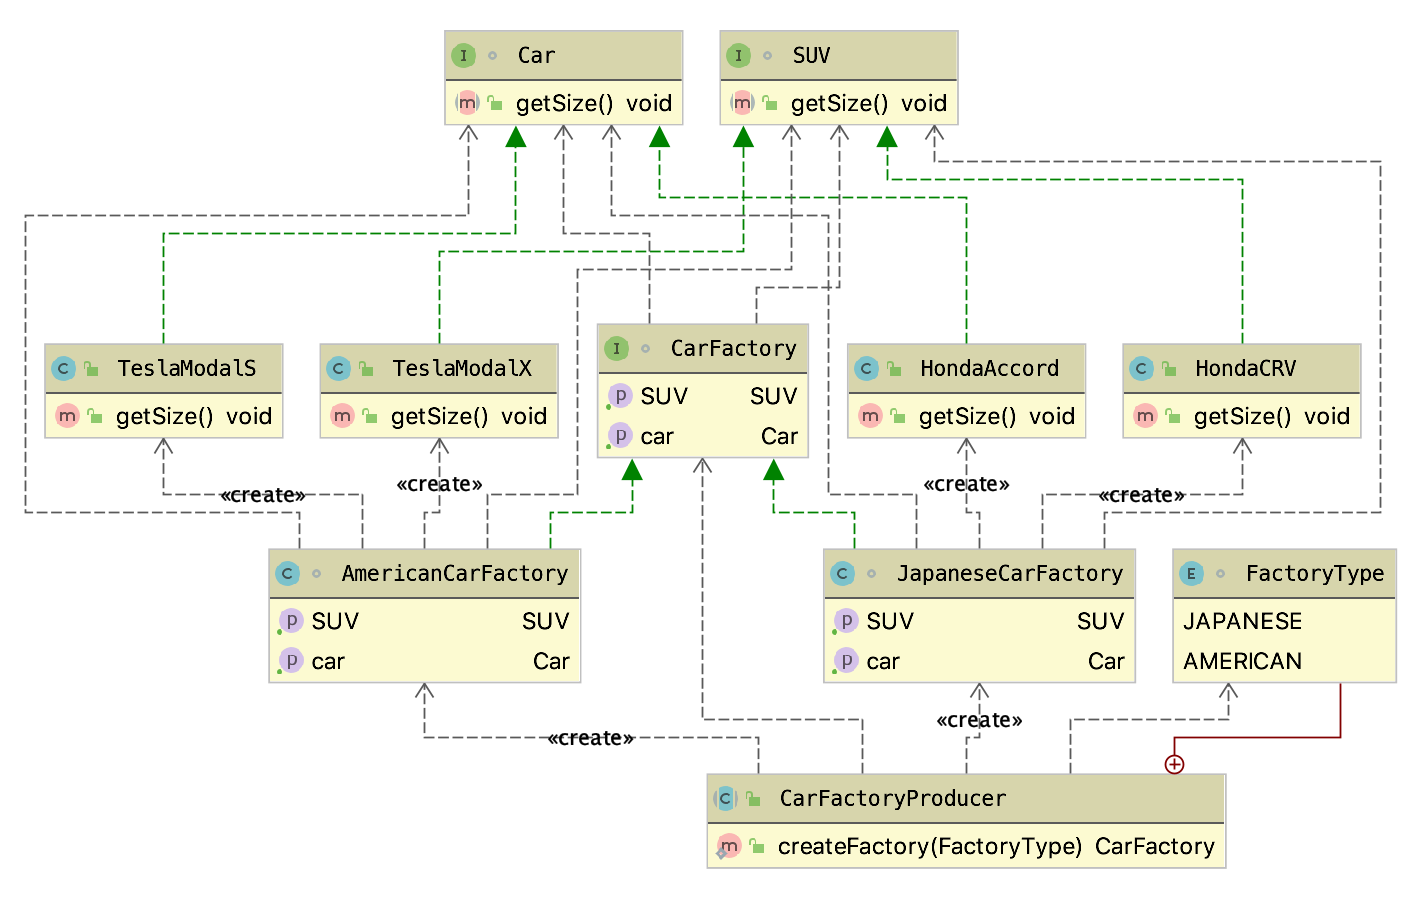 I Car
m getSize() void
I SUV
m getSize() void
C TeslaModalS
m getSize() void
C TeslaModalX
m getSize() void
I CarFactory
p SUV SUV
p car Car
C HondaAccord
m getSize() void
C HondaCRV
m getSize() void
«create»
«create»
«create»
«create»
C AmericanCarFactory
p SUV SUV
p car Car
C JapaneseCarFactory
p SUV SUV
p car Car
E FactoryType
JAPANESE
AMERICAN
«create»
«create»
C CarFactoryProducer
m createFactory(FactoryType) CarFactory